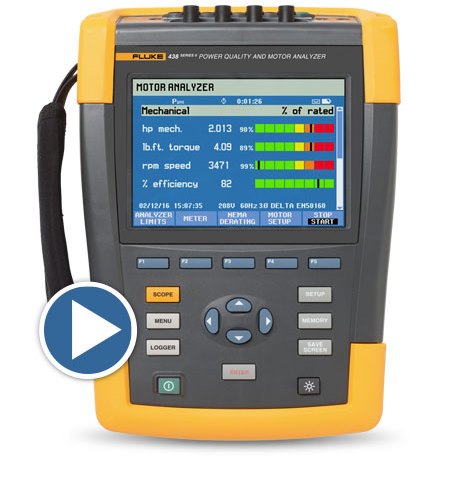 FLUKE 438 SERIES II POWER QUALITY AND MOTOR ANALYZER
MOTOR ANALYZER
0:01:26
Mechanical % of rated
hp mech. 2.013 90%
lb.ft. torque 4.09 89%
rpm speed 3471 99%
% efficiency 82
02/12/16 15:07:35 208V 60Hz 3Ø DELTA EN50160
ANALYZER LIMITS METER NEMA DERATING MOTOR SETUP STOP START
F1 F2 F3 F4 F5
SCOPE SETUP
MENU MEMORY
LOGGER SAVE SCREEN
ENTER